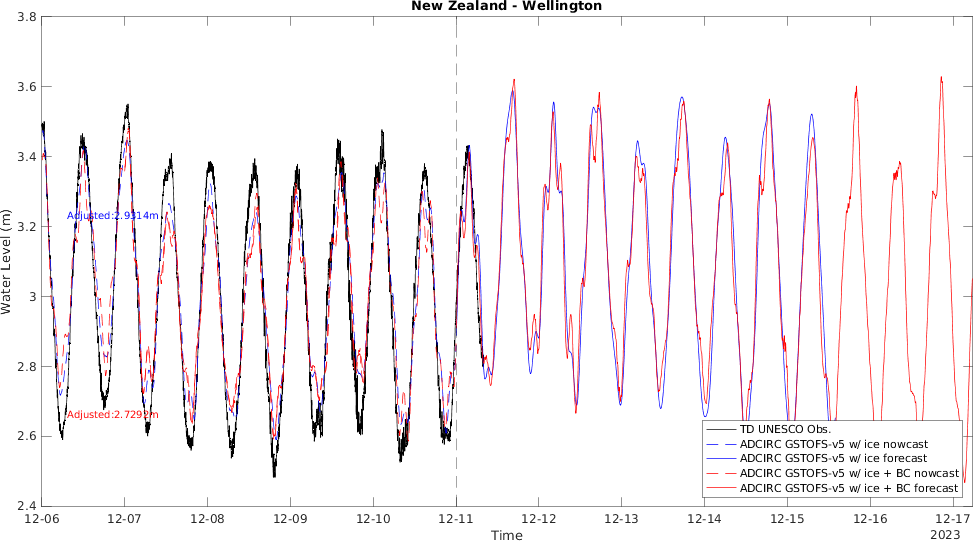 New Zealand - Wellington
3.8
3.6
3.4
3.2
3
2.8
2.6
2.4
Water Level (m)
Adjusted:2.9314m
Adjusted:2.7292m
TD UNESCO Obs.
ADCIRC GSTOFS-v5 w/ ice nowcast
ADCIRC GSTOFS-v5 w/ ice forecast
ADCIRC GSTOFS-v5 w/ ice + BC nowcast
ADCIRC GSTOFS-v5 w/ ice + BC forecast
12-06 12-07 12-08 12-09 12-10 12-11 12-12 12-13 12-14 12-15 12-16 12-17
Time
2023